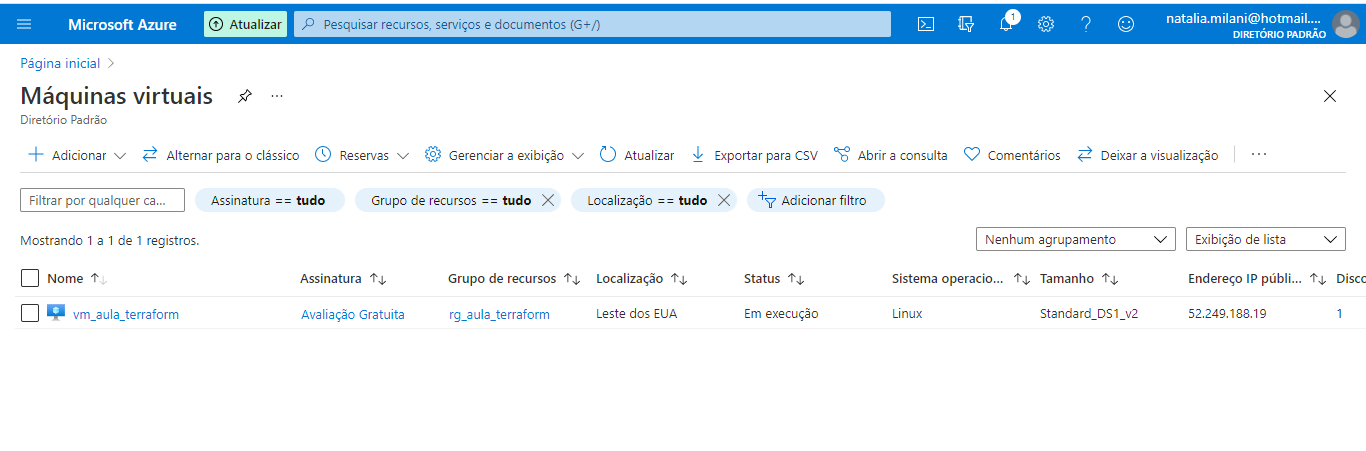 Microsoft Azure Atualizar Pesquisar recursos, serviços e documentos (G+/) 1 natalia.milani@hotmail.... DIRETÓRIO PADRÃO
Página inicial >
Máquinas virtuais ...
Diretório Padrão
Adicionar Alternar para o clássico Reservas Gerenciar a exibição Atualizar Exportar para CSV Abrir a consulta Comentários Deixar a visualização ...
Filtrar por qualquer ca... Assinatura == tudo Grupo de recursos == tudo Localização == tudo Adicionar filtro
Mostrando 1 a 1 de 1 registros. Nenhum agrupamento Exibição de lista
Nome Assinatura Grupo de recursos Localização Status Sistema operacio... Tamanho Endereço IP públi... Disco
vm_aula_terraform Avaliação Gratuita rg_aula_terraform Leste dos EUA Em execução Linux Standard_DS1_v2 52.249.188.19 1